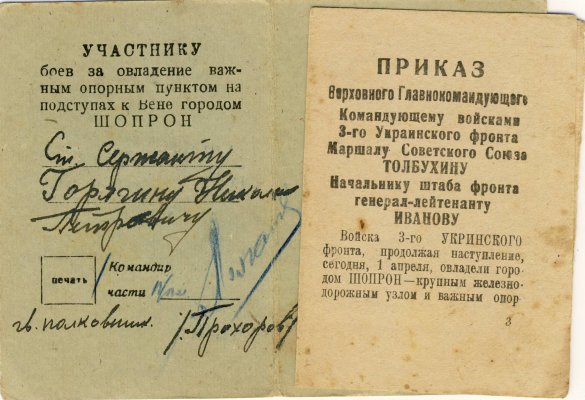 УЧАСТНИКУ
боев за овладение важ-
ным опорным пунктом на
подступах к Вене городом
ШОПРОН
Ст. Сержанту
Горячину Николаю
Петровичу
печать
Командир
части
гв. полковник.
/Прохоров/
ПРИКАЗ
Верховного Главнокомандующего
Командующему войсками
3-го Украинского фронта
Маршалу Советского Союза
ТОЛБУХИНУ
Начальнику штаба фронта
генерал-лейтенанту
ИВАНОВУ
Войска 3-го УКРИНСКОГО
фронта, продолжая наступление,
сегодня, 1 апреля, овладели горо-
дом ШОПРОН—крупным железно-
дорожным узлом и важным опор-
3